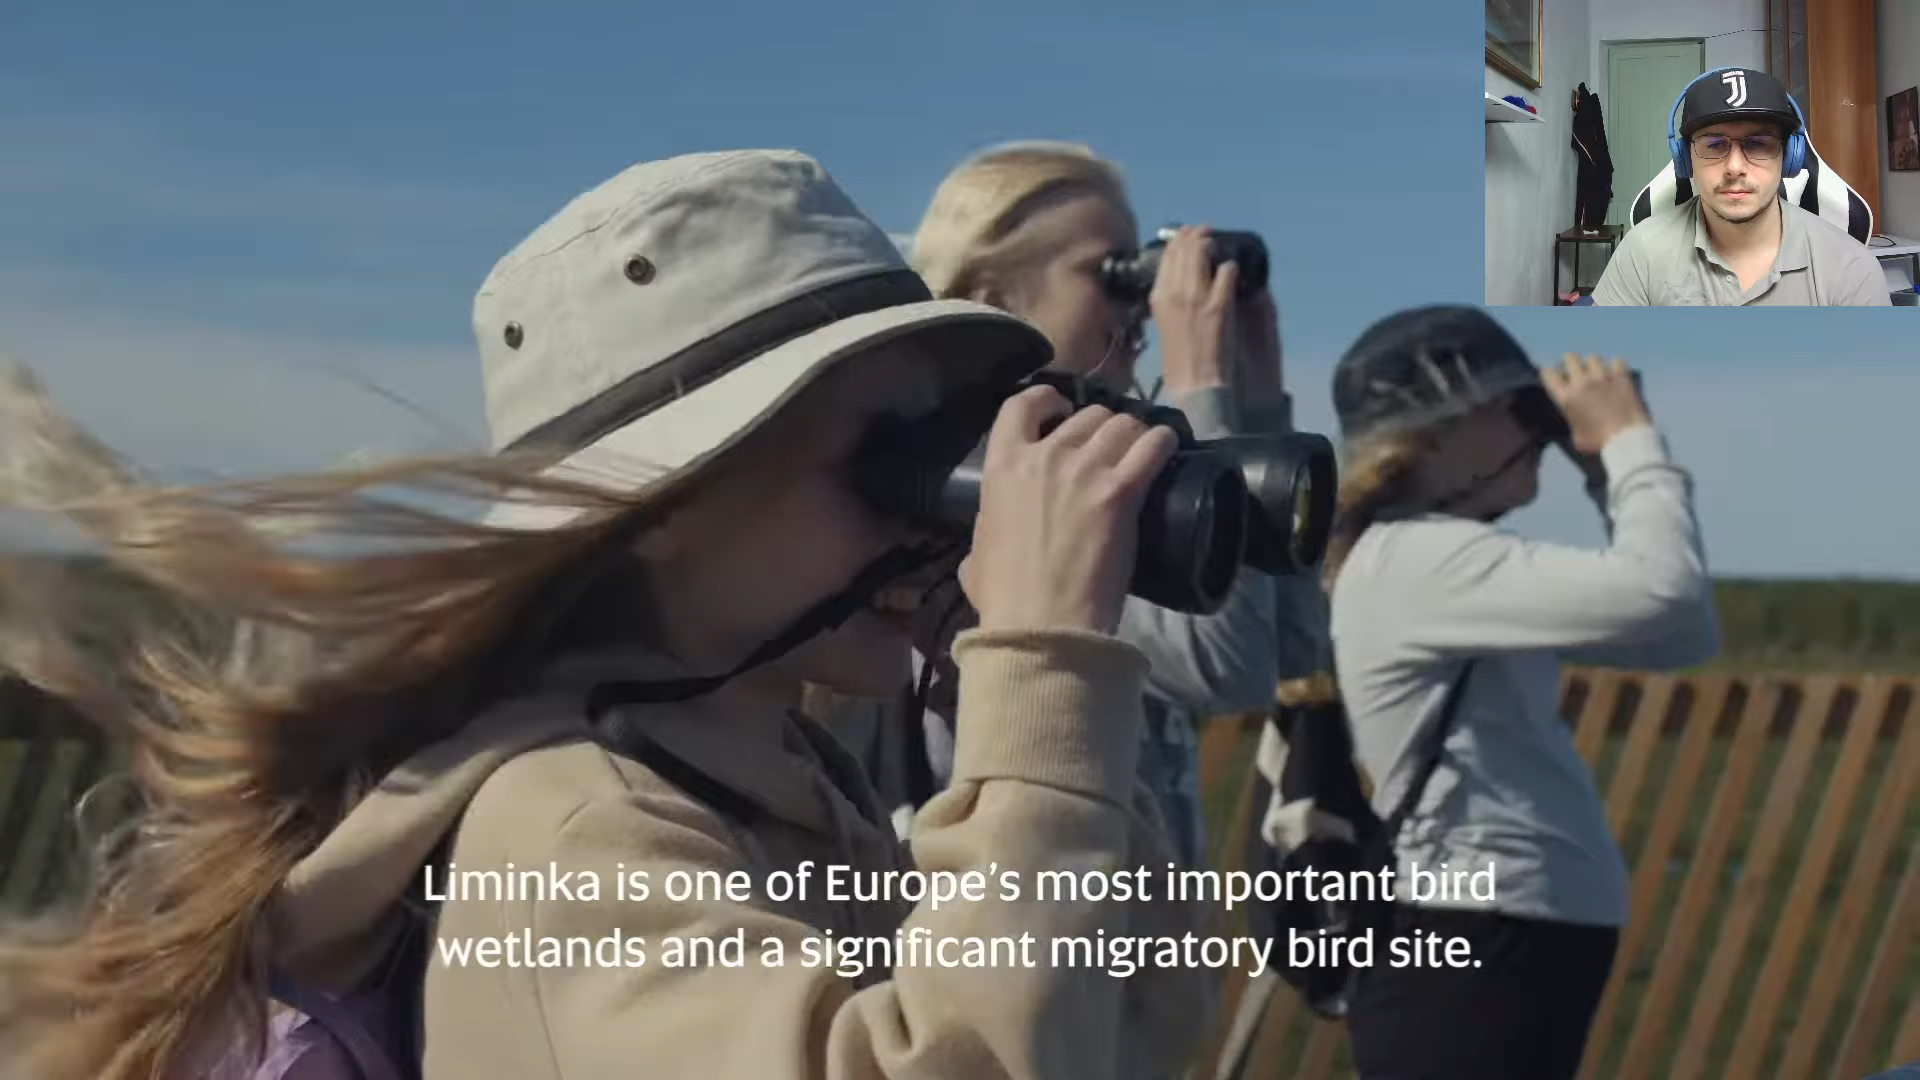 Liminka is one of Europe’s most important bird
wetlands and a significant migratory bird site.